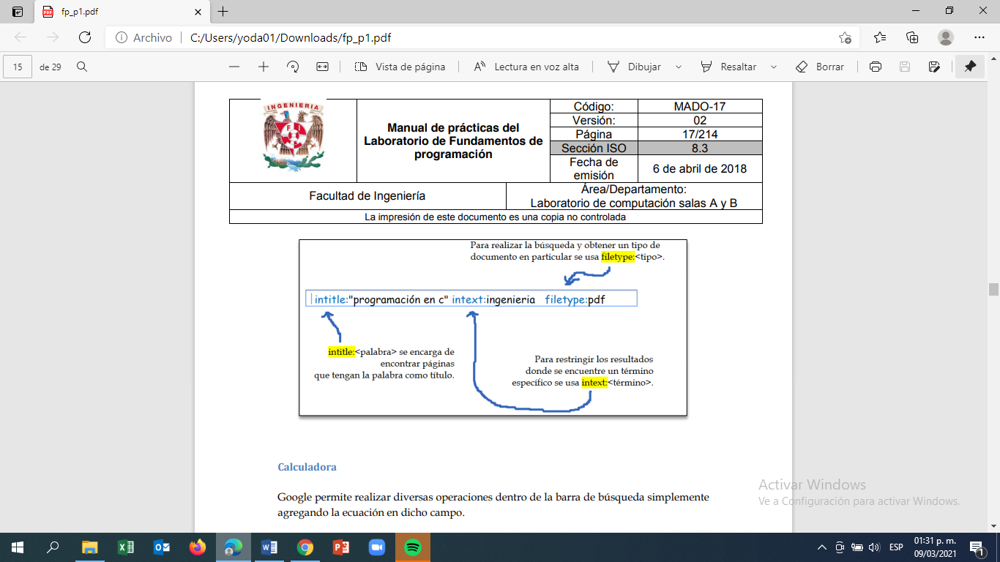 fp_p1.pdf
Archivo
C:/Users/yoda01/Downloads/fp_p1.pdf
15 de 29
Vista de página
Lectura en voz alta
Dibujar
Resaltar
Borrar
INGENIERIA
Manual de prácticas del
Laboratorio de Fundamentos de
programación
Código: MADO-17
Versión: 02
Página 17/214
Sección ISO 8.3
Fecha de
emisión
6 de abril de 2018
Facultad de Ingeniería
Área/Departamento:
Laboratorio de computación salas A y B
La impresión de este documento es una copia no controlada
Para realizar la búsqueda y obtener un tipo de
documento en particular se usa filetype:<tipo>.
intitle:"programación en c" intext:ingenieria filetype:pdf
intitle:<palabra> se encarga de
encontrar páginas
que tengan la palabra como título.
Para restringir los resultados
donde se encuentre un término
específico se usa intext:<término>.
Calculadora
Google permite realizar diversas operaciones dentro de la barra de búsqueda simplemente
agregando la ecuación en dicho campo.
Activar Windows
Ve a Configuración para activar Windows.
ESP
01:31 p. m.
09/03/2021
1